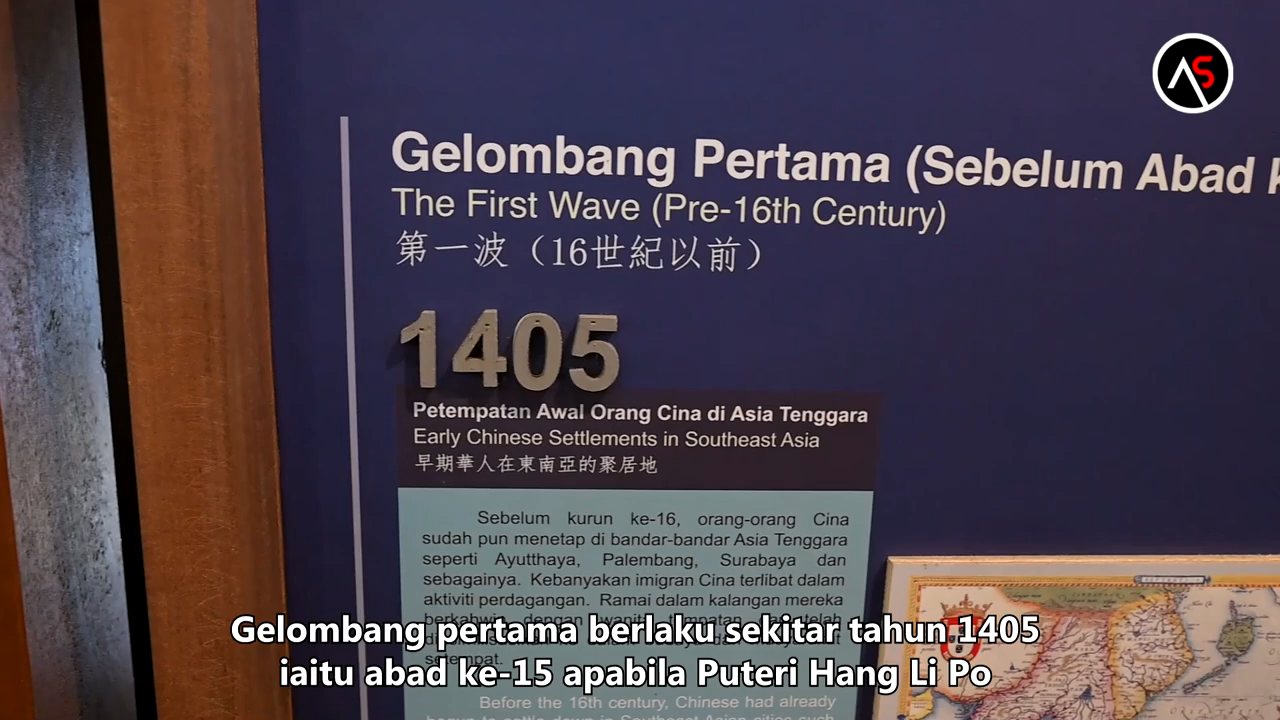 AS
Gelombang Pertama (Sebelum Abad
The First Wave (Pre-16th Century)
第一波（16世紀以前）
1405
Petempatan Awal Orang Cina di Asia Tenggara
Early Chinese Settlements in Southeast Asia
早期華人在東南亞的聚居地
Sebelum kurun ke-16, orang-orang Cina
sudah pun menetap di bandar-bandar Asia Tenggara
seperti Ayutthaya, Palembang, Surabaya dan
sebagainya. Kebanyakan imigran Cina terlibat dalam
aktiviti perdagangan. Ramai dalam kalangan mereka
setempat.
Gelombang pertama berlaku sekitar tahun 1405
iaitu abad ke-15 apabila Puteri Hang Li Po
Before the 16th century, Chinese had already